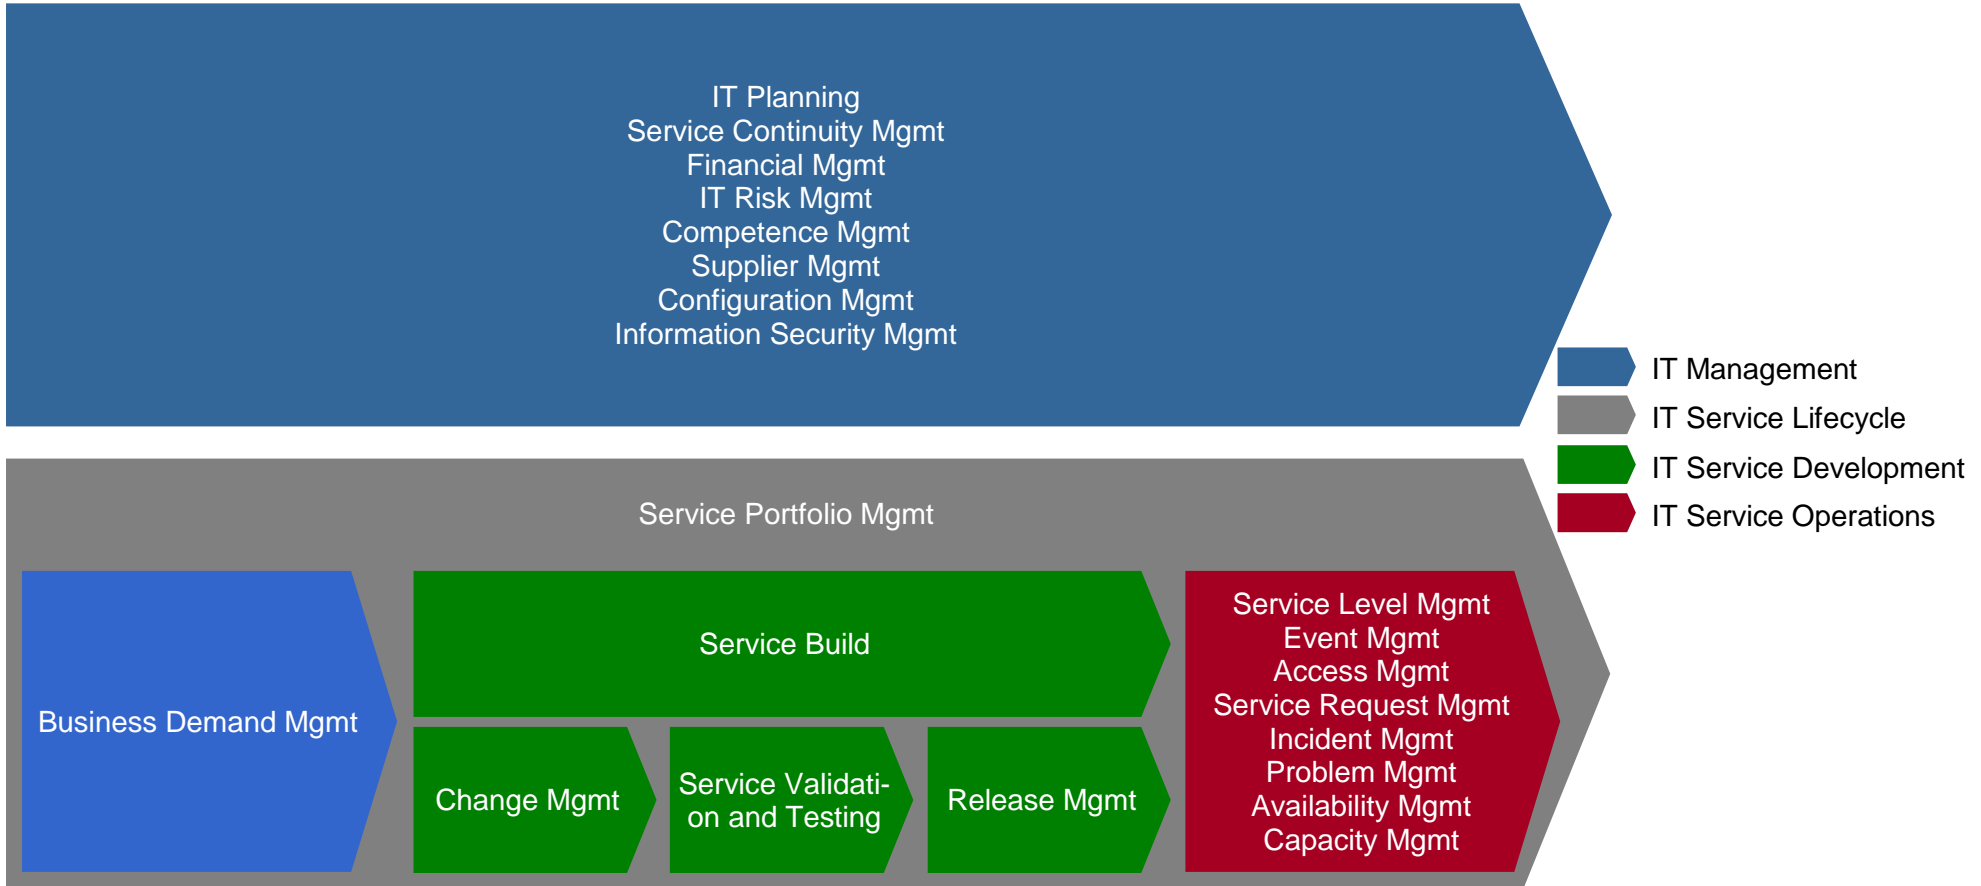 IT Planning
Service Continuity Mgmt
Financial Mgmt
IT Risk Mgmt
Competence Mgmt
Supplier Mgmt
Configuration Mgmt
Information Security Mgmt
IT Management
IT Service Lifecycle
IT Service Development
IT Service Operations
Service Portfolio Mgmt
Business Demand Mgmt
Service Build
Change Mgmt
Service Validati-
on and Testing
Release Mgmt
Service Level Mgmt
Event Mgmt
Access Mgmt
Service Request Mgmt
Incident Mgmt
Problem Mgmt
Availability Mgmt
Capacity Mgmt